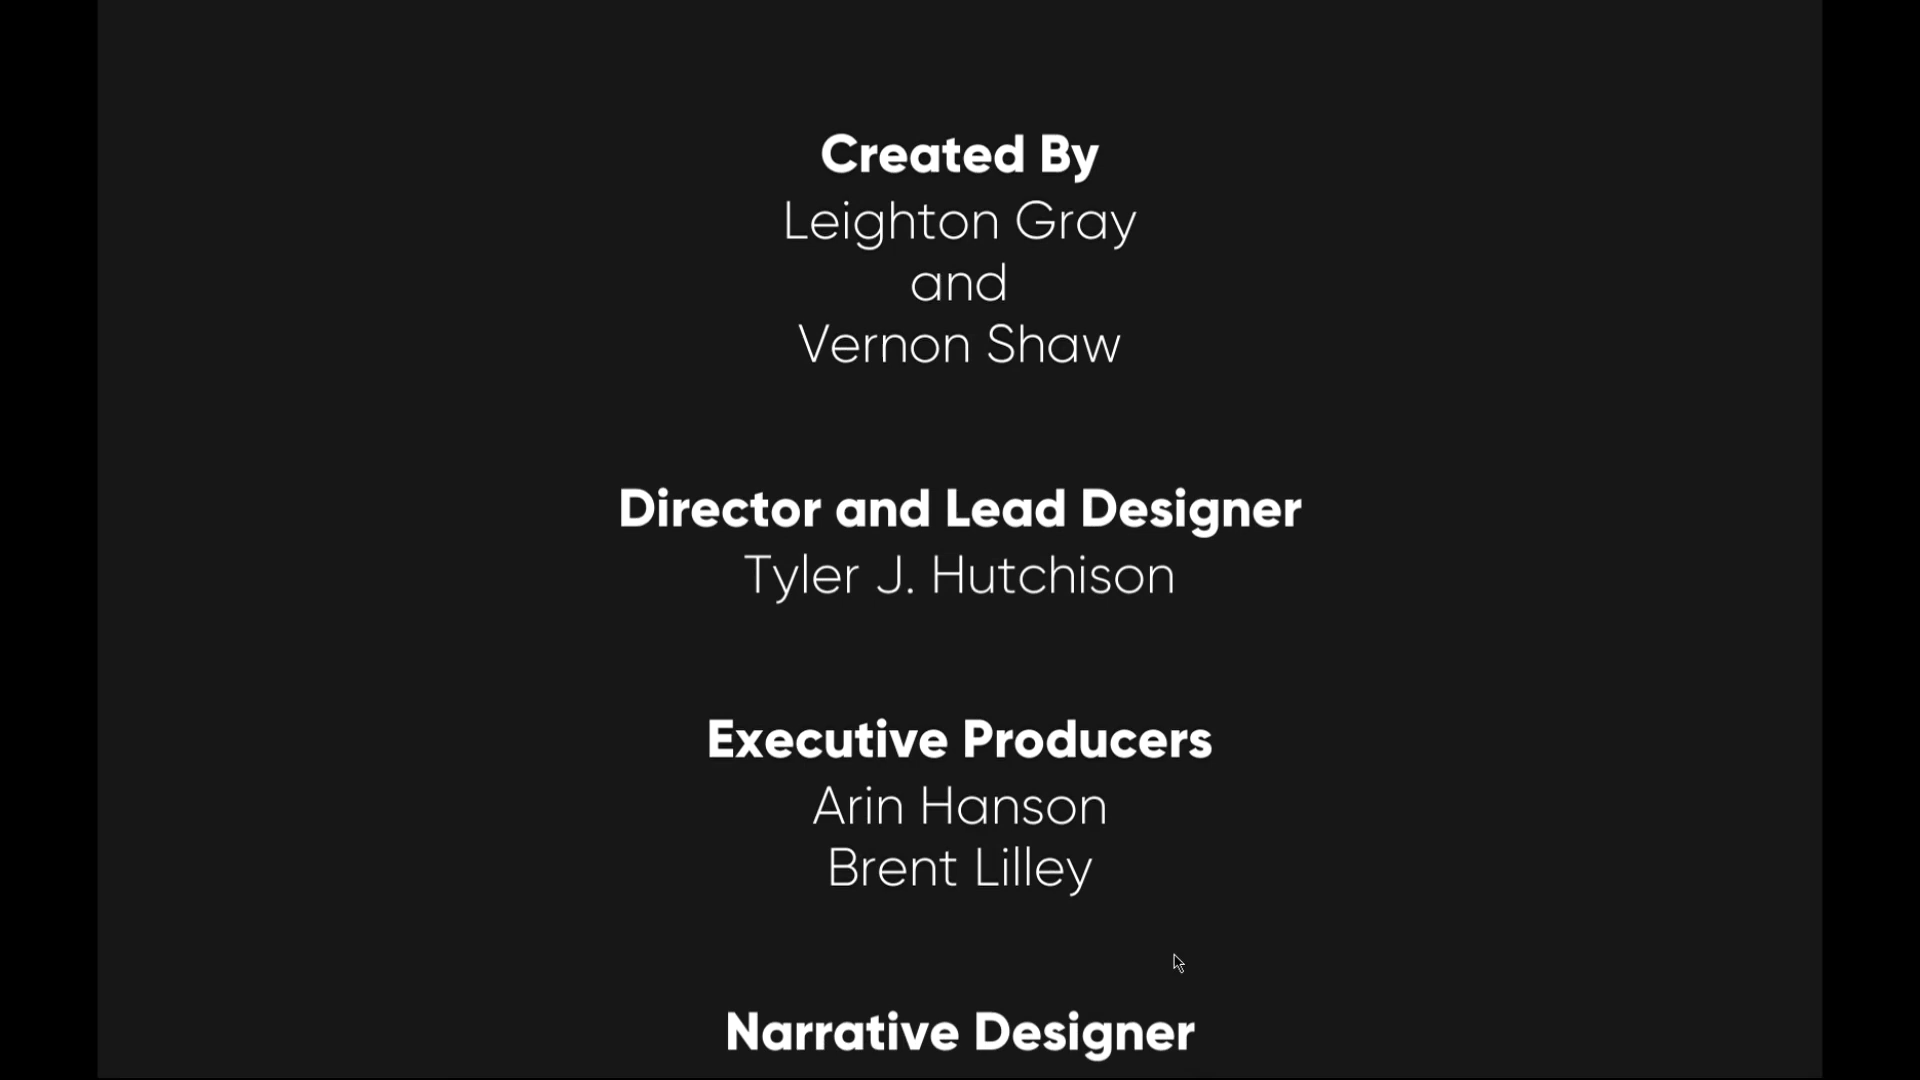 Created By
Leighton Gray
and
Vernon Shaw
Director and Lead Designer
Tyler J. Hutchison
Executive Producers
Arin Hanson
Brent Lilley
Narrative Designer